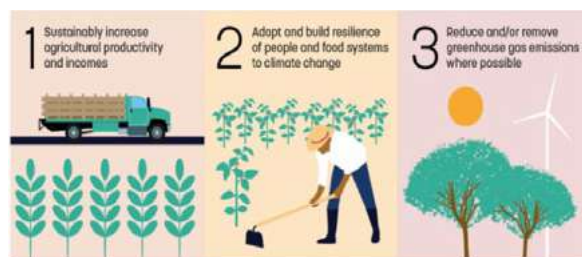 1
Sustainably increase
agricultural productivity
and incomes
2
Adapt and build resilience
of people and food systems
to climate change
3
Reduce and/or remove
greenhouse gas emissions
where possible